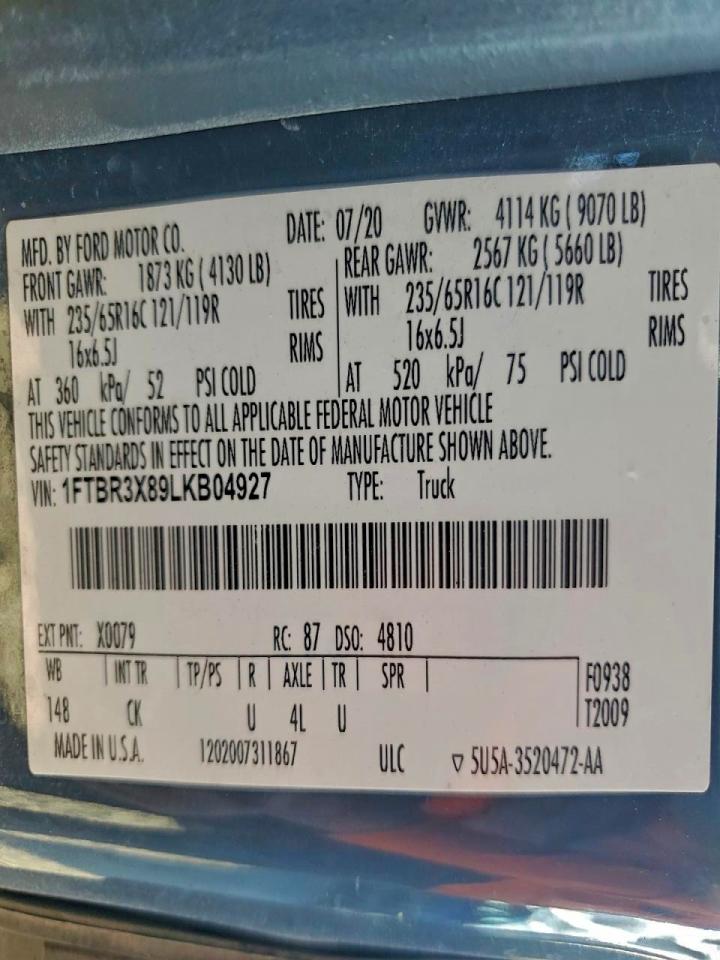 MFD. BY FORD MOTOR CO. DATE: 07/20 GVWR: 4114 KG ( 9070 LB)
FRONT GAWR: 1873 KG ( 4130 LB) REAR GAWR: 2567 KG ( 5660 LB)
WITH 235/65R16C 121/119R TIRES WITH 235/65R16C 121/119R TIRES
16x6.5J RIMS 16x6.5J RIMS
AT 360 kPa/ 52 PSI COLD AT 520 kPa/ 75 PSI COLD
THIS VEHICLE CONFORMS TO ALL APPLICABLE FEDERAL MOTOR VEHICLE
SAFETY STANDARDS IN EFFECT ON THE DATE OF MANUFACTURE SHOWN ABOVE.
VIN: 1FTBR3X89LKB04927 TYPE: Truck
EXT PNT: X0079 RC: 87 DSO: 4810
WB INT TR TP/PS R AXLE TR SPR F0938
148 CK U 4L U T2009
MADE IN U.S.A. 1202007311867 ULC ▽ 5U5A-3520472-AA